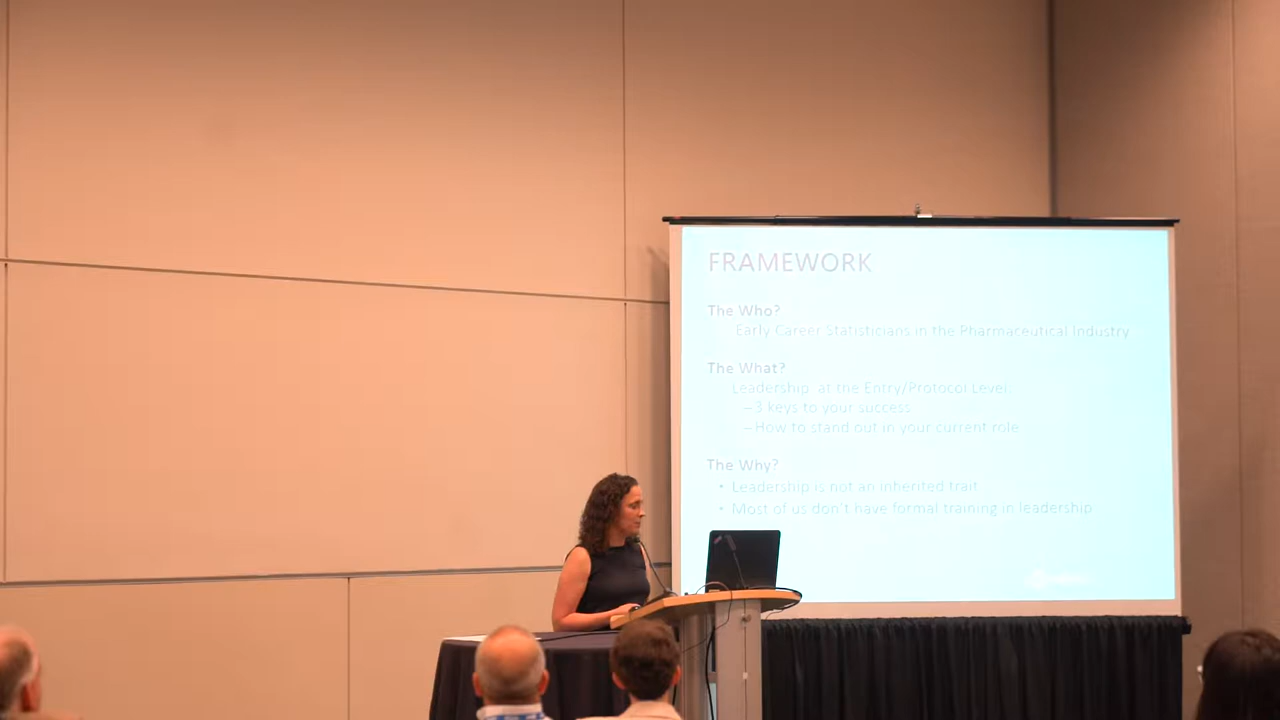 FRAMEWORK
The Who?
Early Career Statisticians in the Pharmaceutical Industry
The What?
Leadership at the Entry/Protocol Level:
– 3 keys to your success
– How to stand out in your current role
The Why?
• Leadership is not an inherited trait
• Most of us don't have formal training in leadership